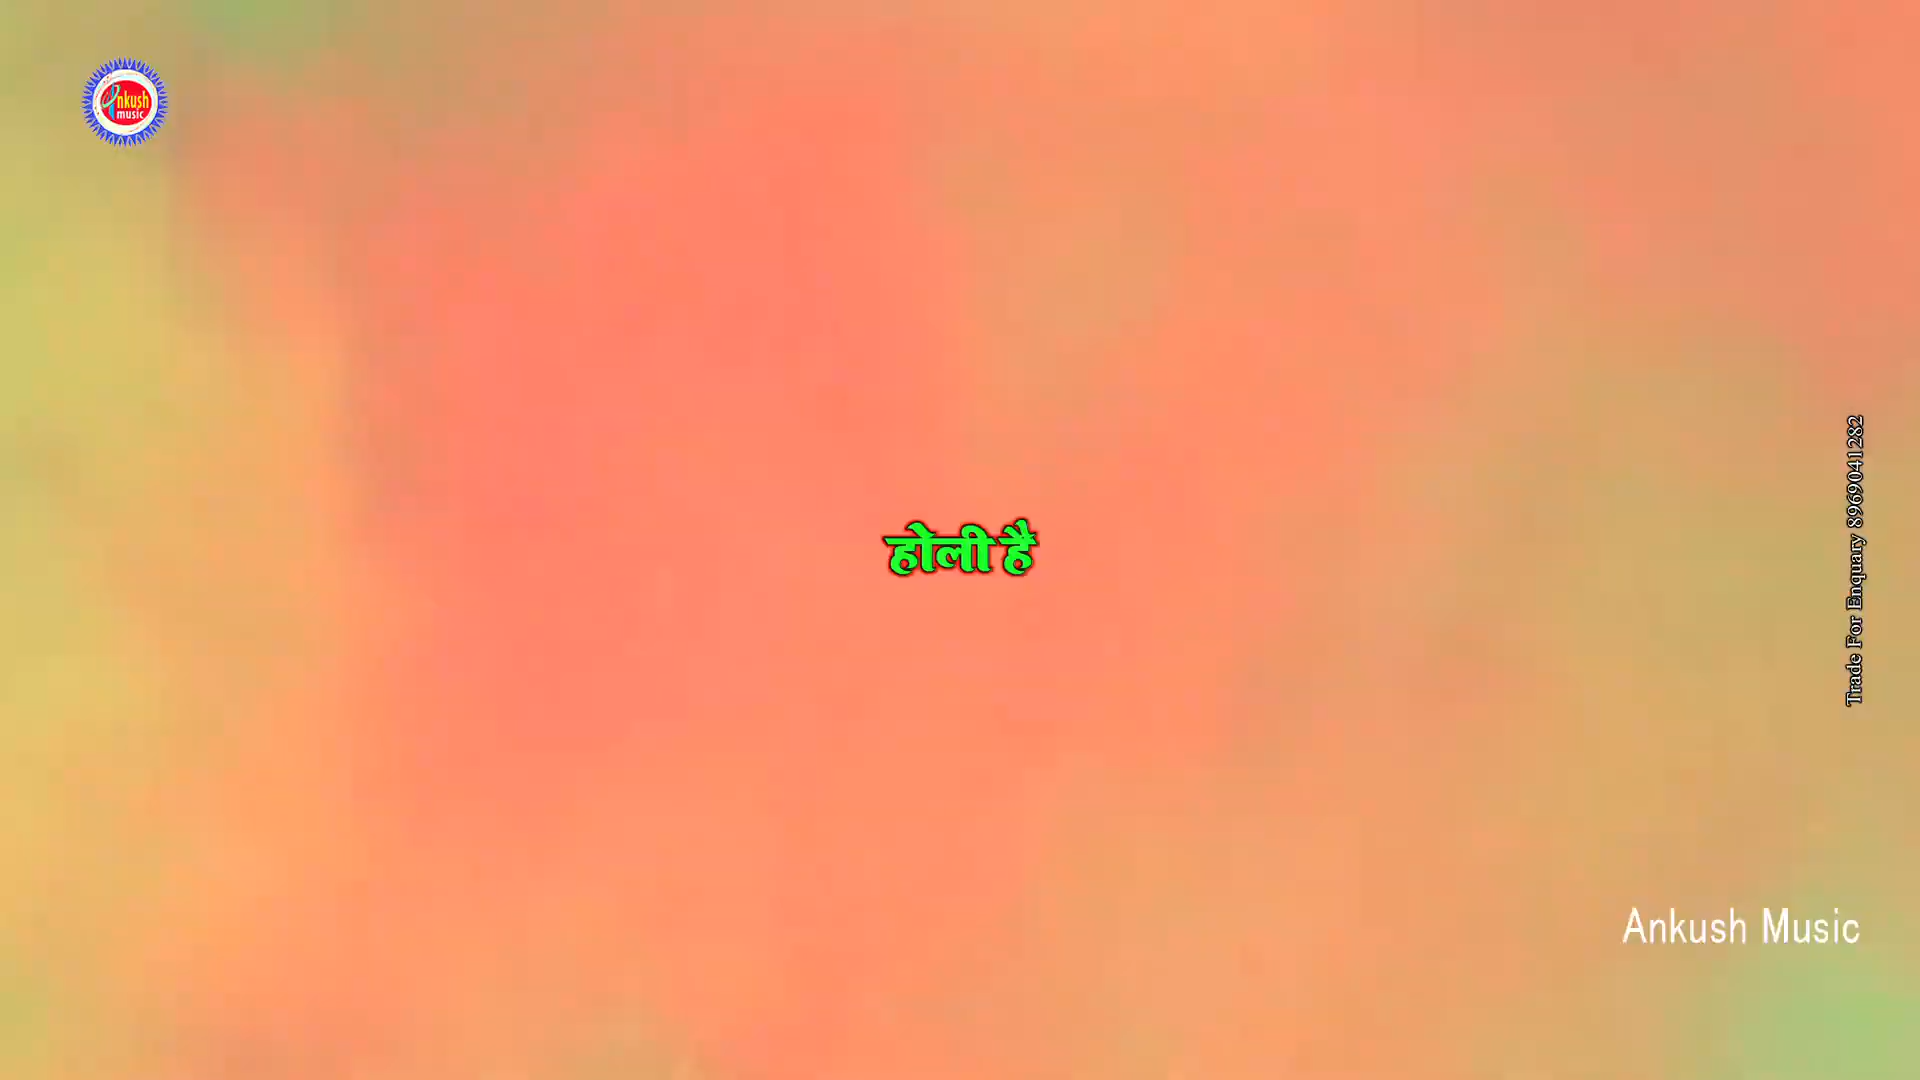 Ankush
music
होली है
Trade For Enquary 8969041282
Ankush Music